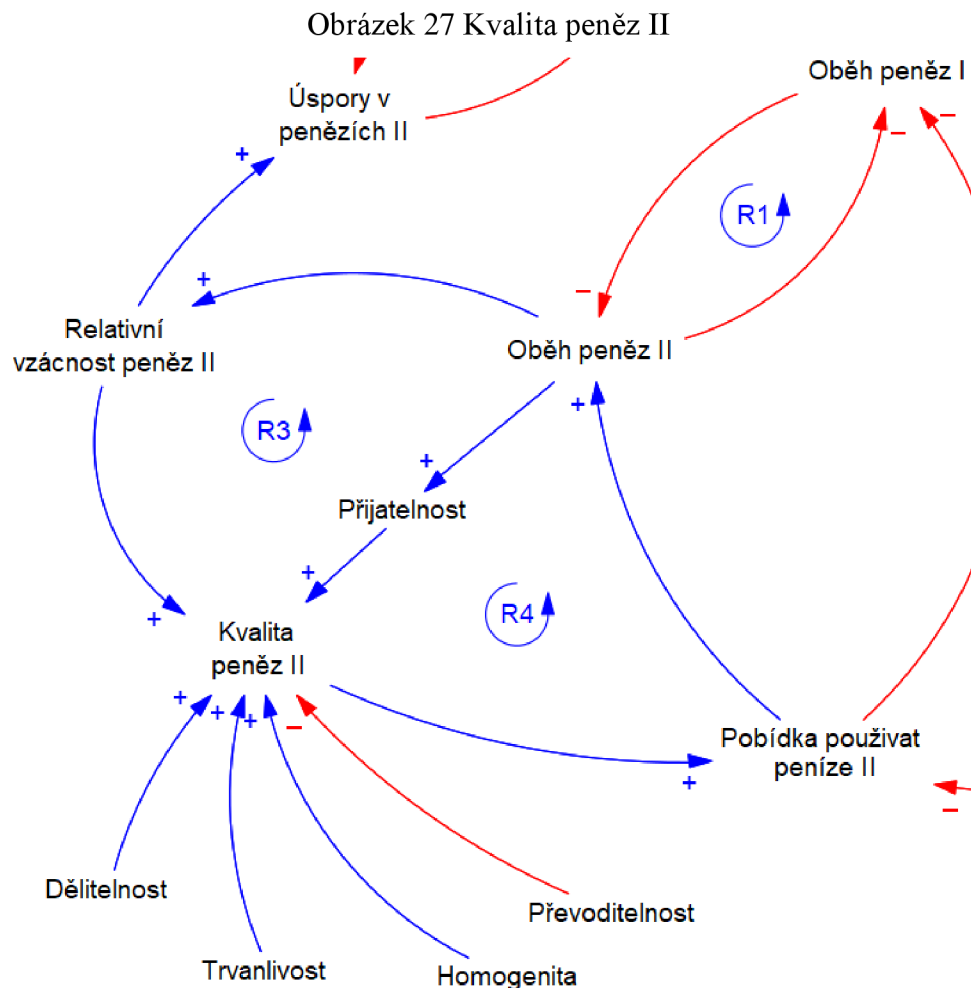 Obrázek 27 Kvalita peněz II
Oběh peněz I
Úspory v
penězích II
+
−
−
R1
+
−
Relativní
vzácnost peněz II
Oběh peněz II
+
R3
+
Přijatelnost
+
R4
+
Kvalita
peněz II
+
+
+
−
Pobídka použivat
peníze II
+
−
Dělitelnost
Převoditelnost
Trvanlivost
Homogenita